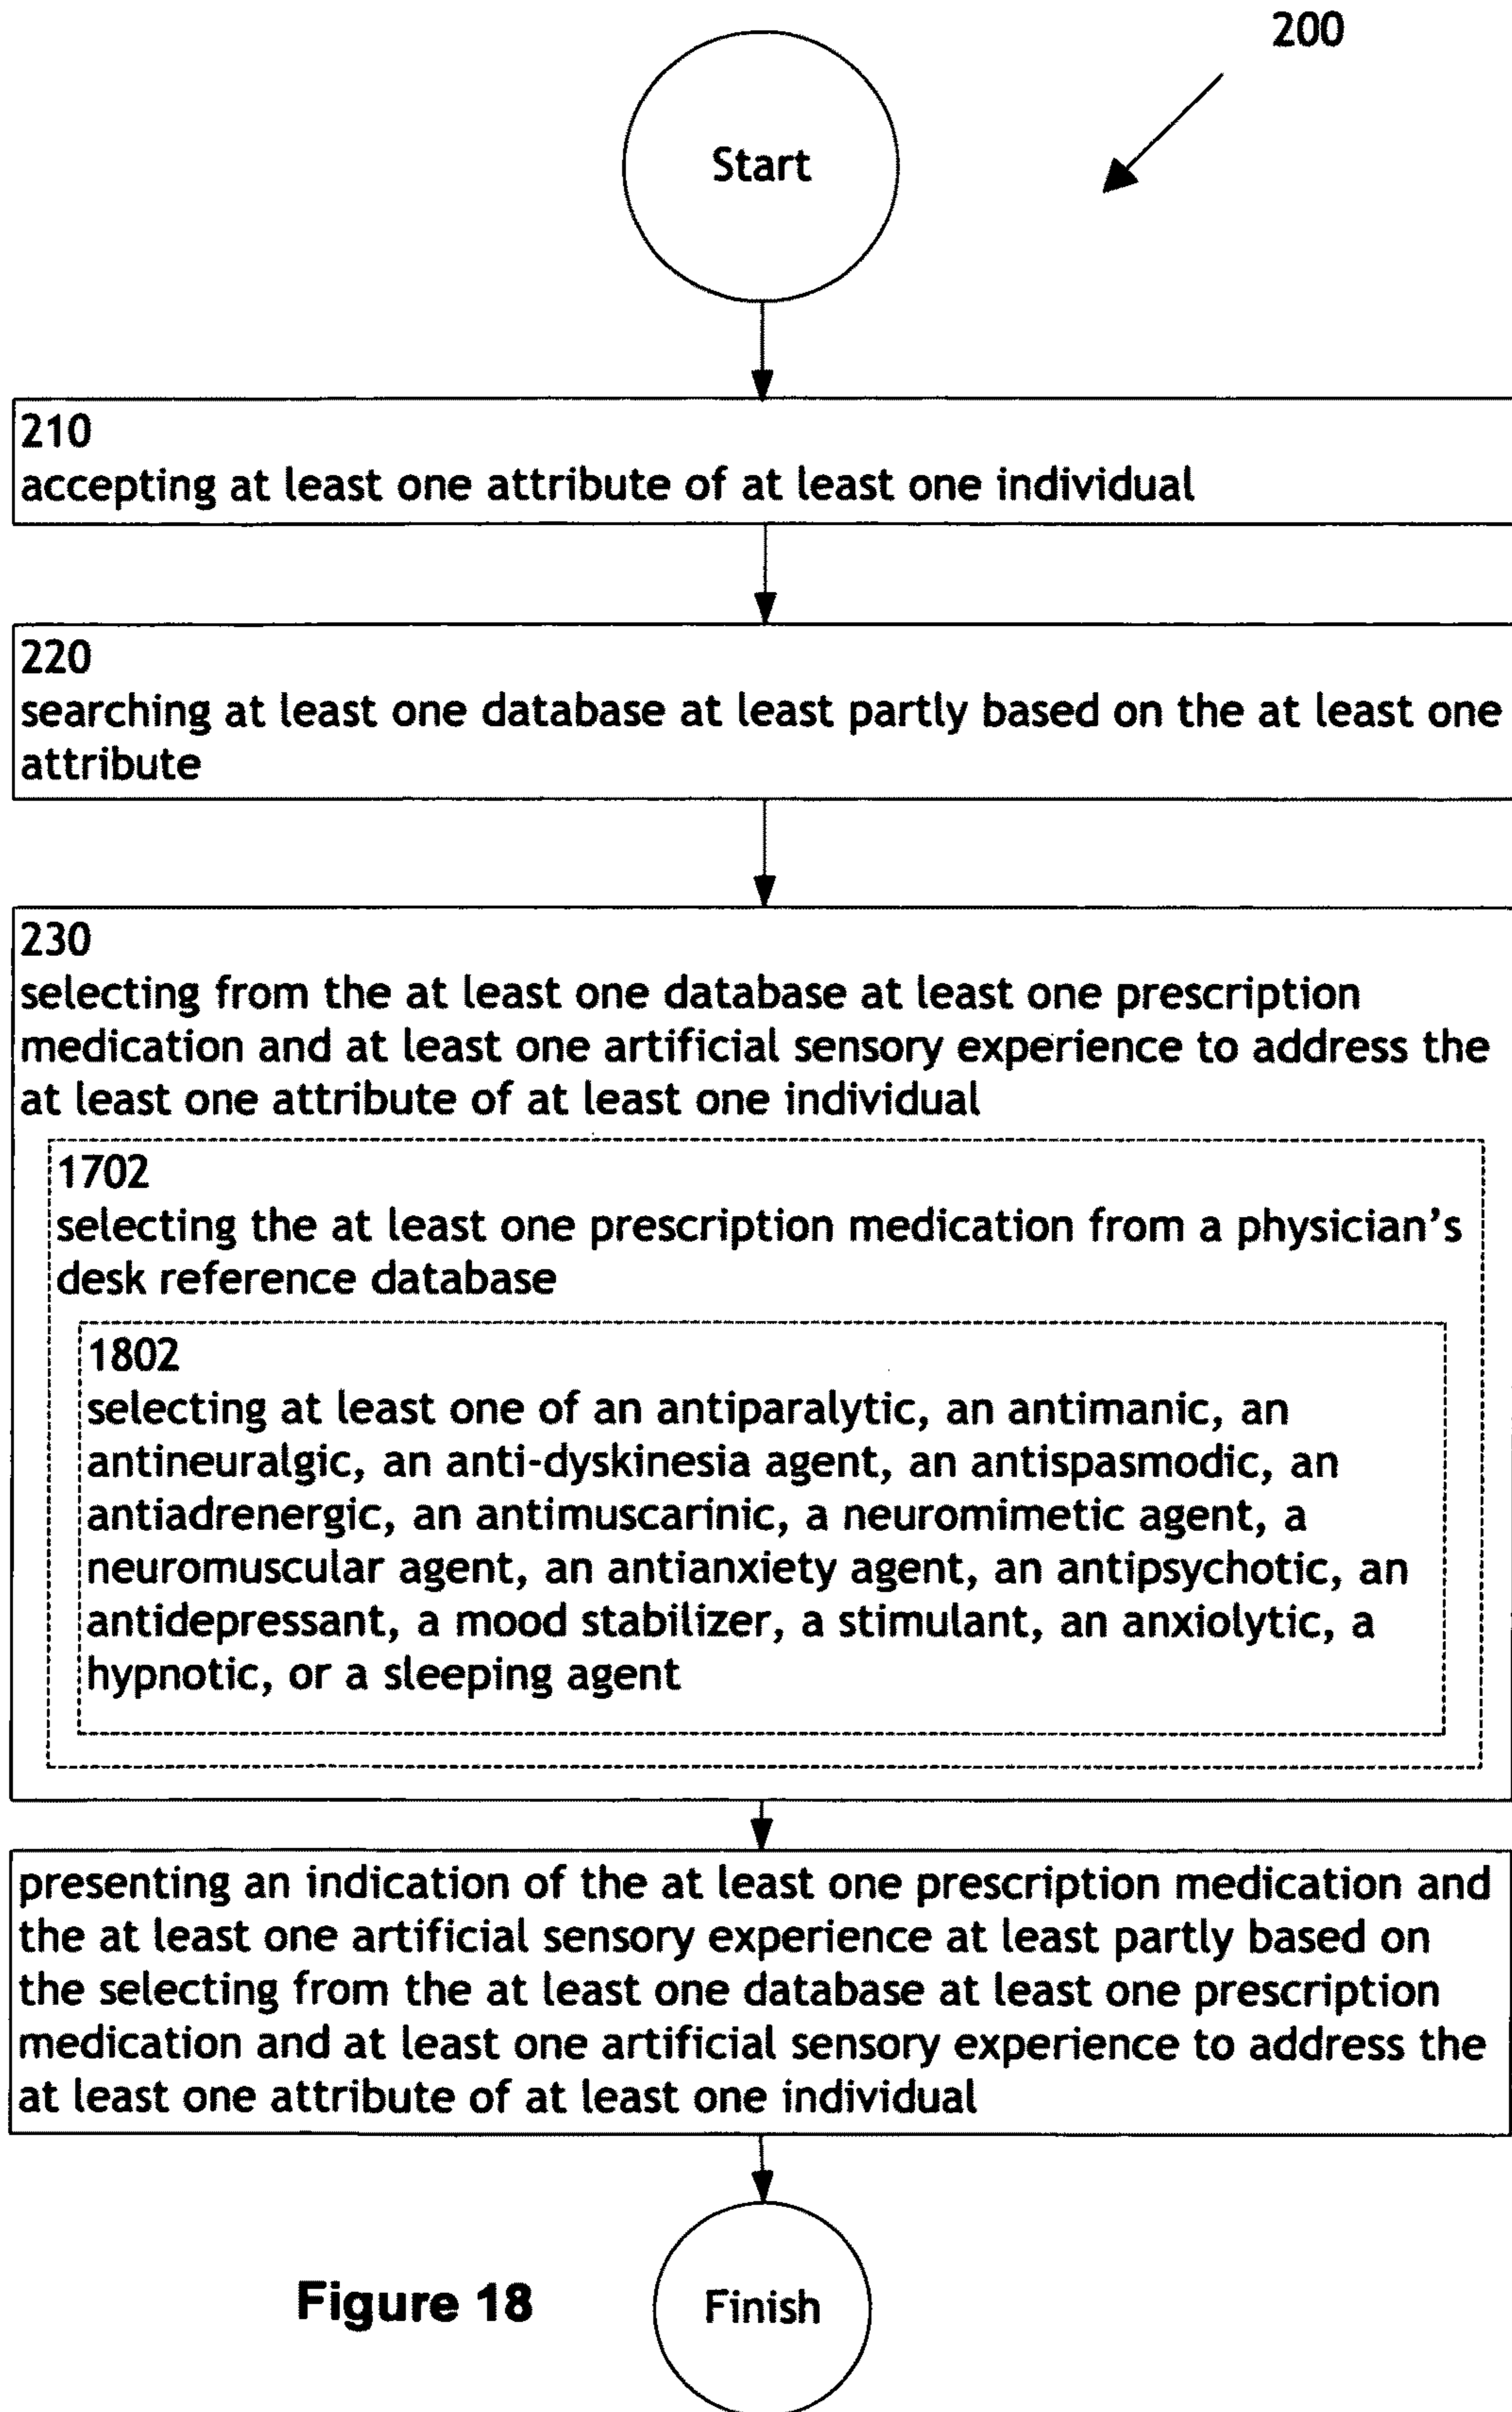 200
Start
210
accepting at least one attribute of at least one individual
220
searching at least one database at least partly based on the at least one
attribute
230
selecting from the at least one database at least one prescription
medication and at least one artificial sensory experience to address the
at least one attribute of at least one individual
1702
selecting the at least one prescription medication from a physician's
desk reference database
1802
selecting at least one of an antiparalytic, an antimanic, an
antineuralgic, an anti-dyskinesia agent, an antispasmodic, an
antiadrenergic, an antimuscarinic, a neuromimetic agent, a
neuromuscular agent, an antianxiety agent, an antipsychotic, an
antidepressant, a mood stabilizer, a stimulant, an anxiolytic, a
hypnotic, or a sleeping agent
presenting an indication of the at least one prescription medication and
the at least one artificial sensory experience at least partly based on
the selecting from the at least one database at least one prescription
medication and at least one artificial sensory experience to address the
at least one attribute of at least one individual
Figure 18
Finish